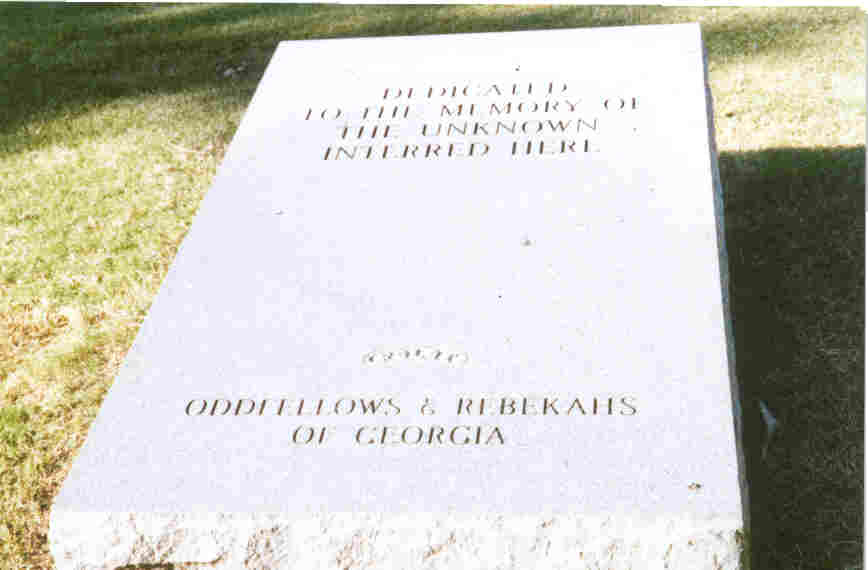 DEDICATED
TO THE MEMORY OF
THE UNKNOWN
INTERRED HERE
ODDFELLOWS & REBEKAHS
OF GEORGIA